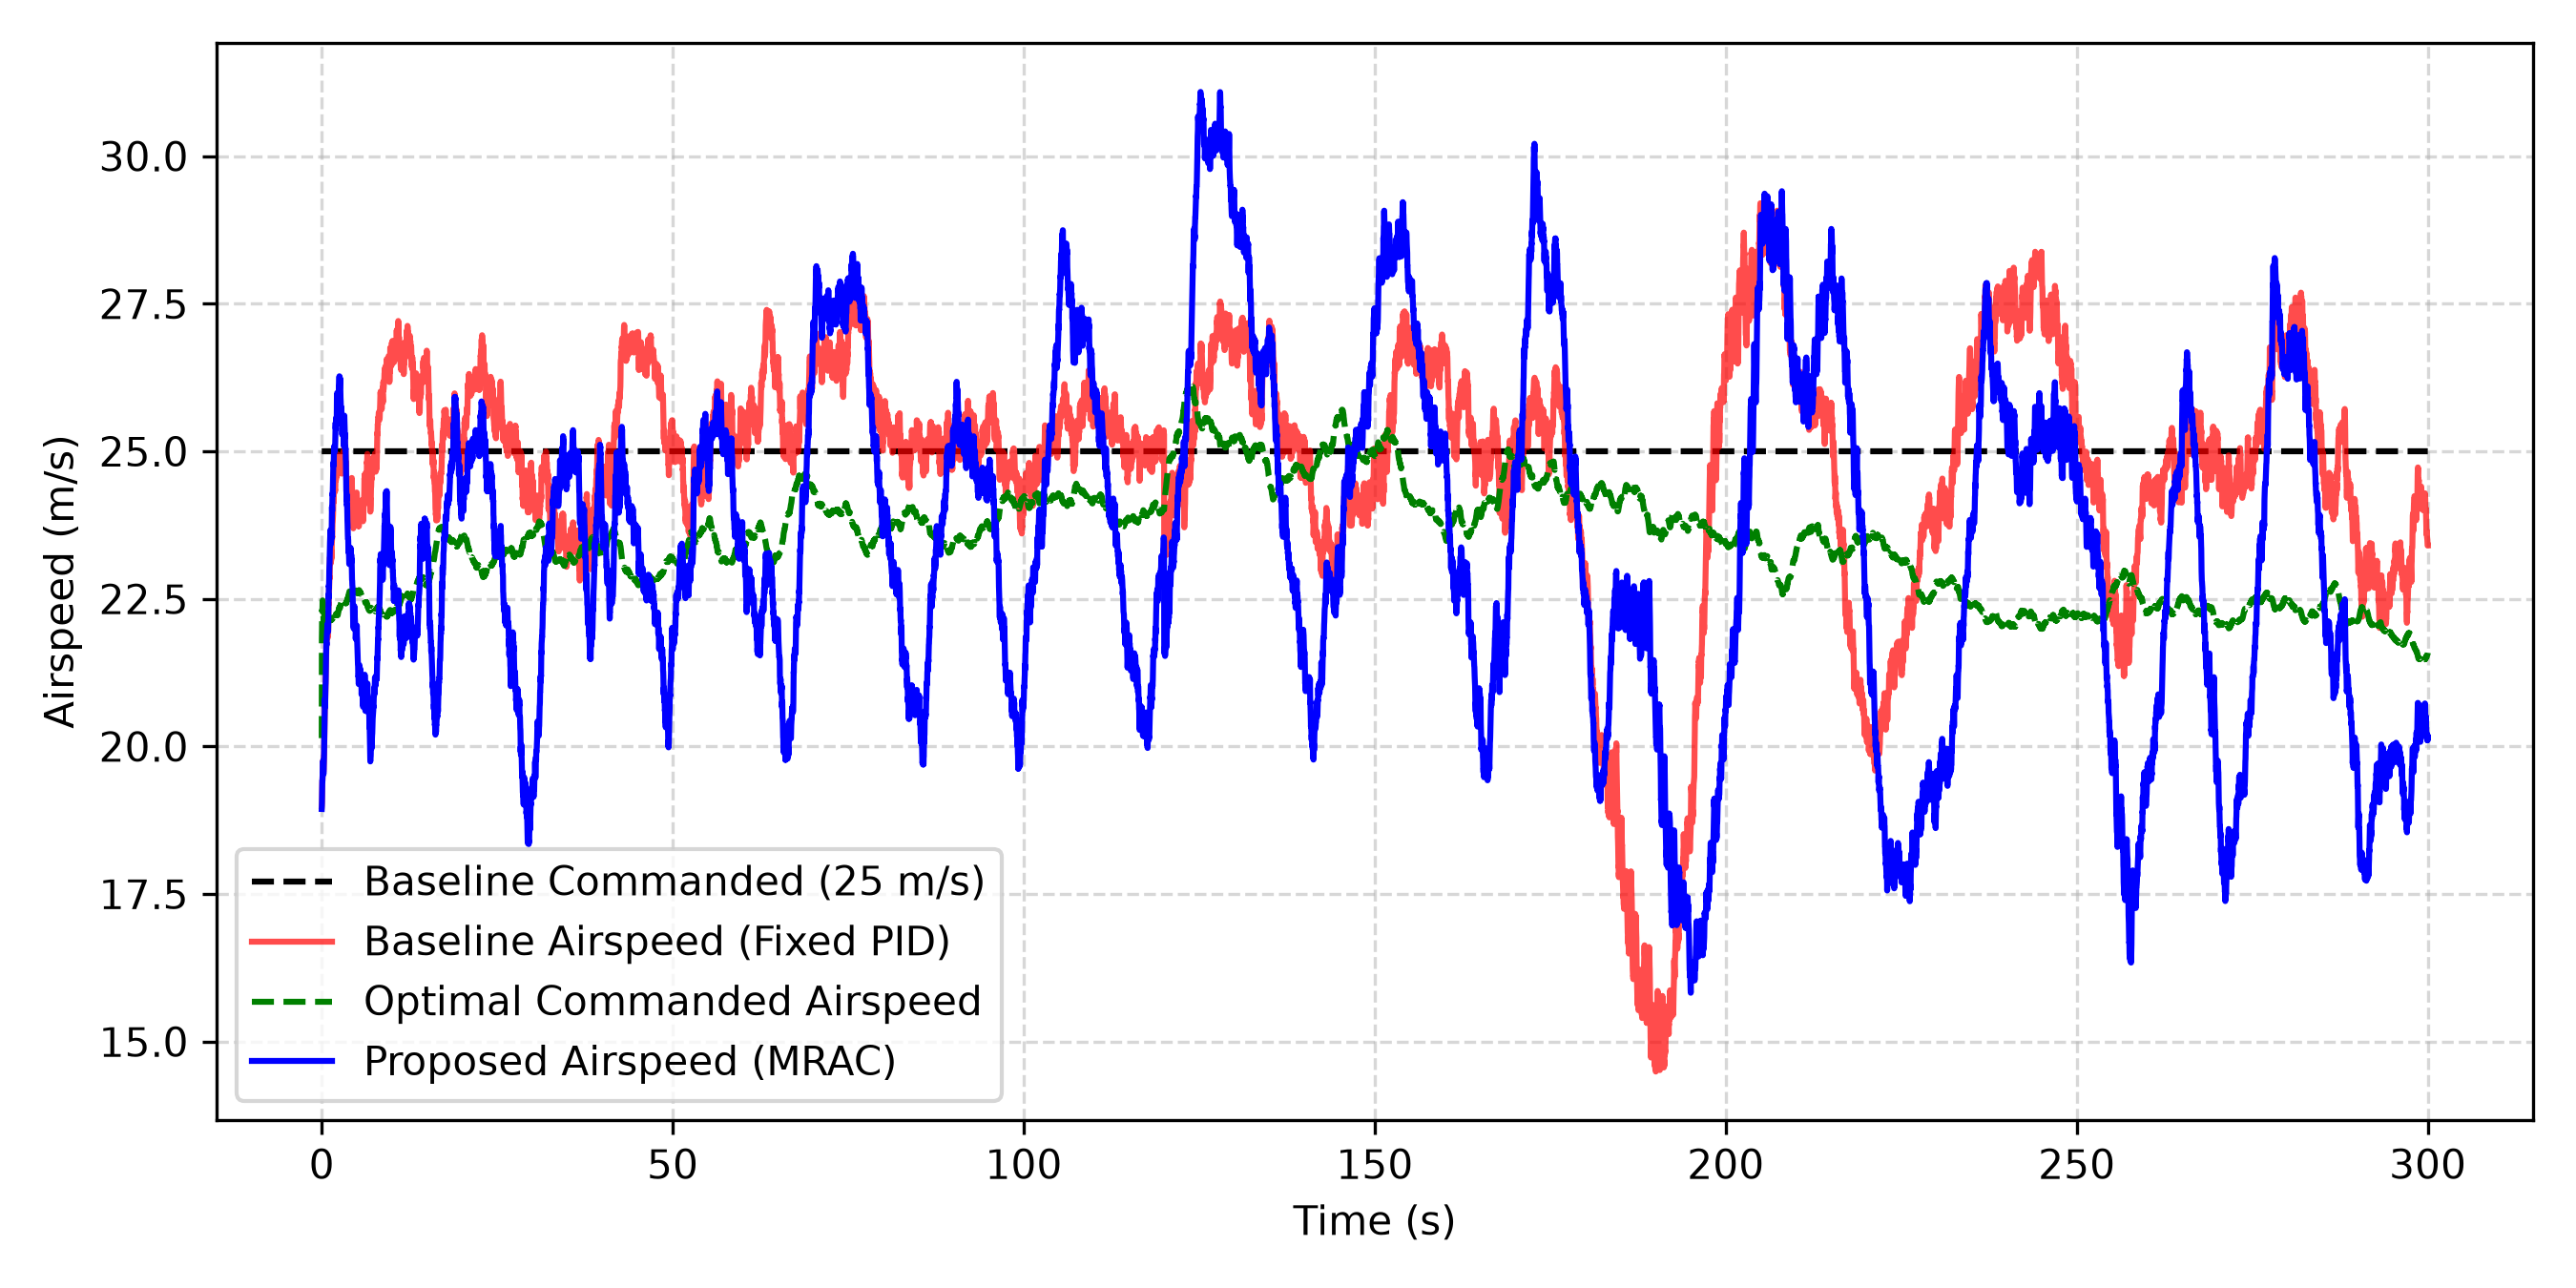 30.0
27.5
25.0
22.5
20.0
17.5
15.0
Airspeed (m/s)
Baseline Commanded (25 m/s)
Baseline Airspeed (Fixed PID)
Optimal Commanded Airspeed
Proposed Airspeed (MRAC)
0 50 100 150 200 250 300
Time (s)